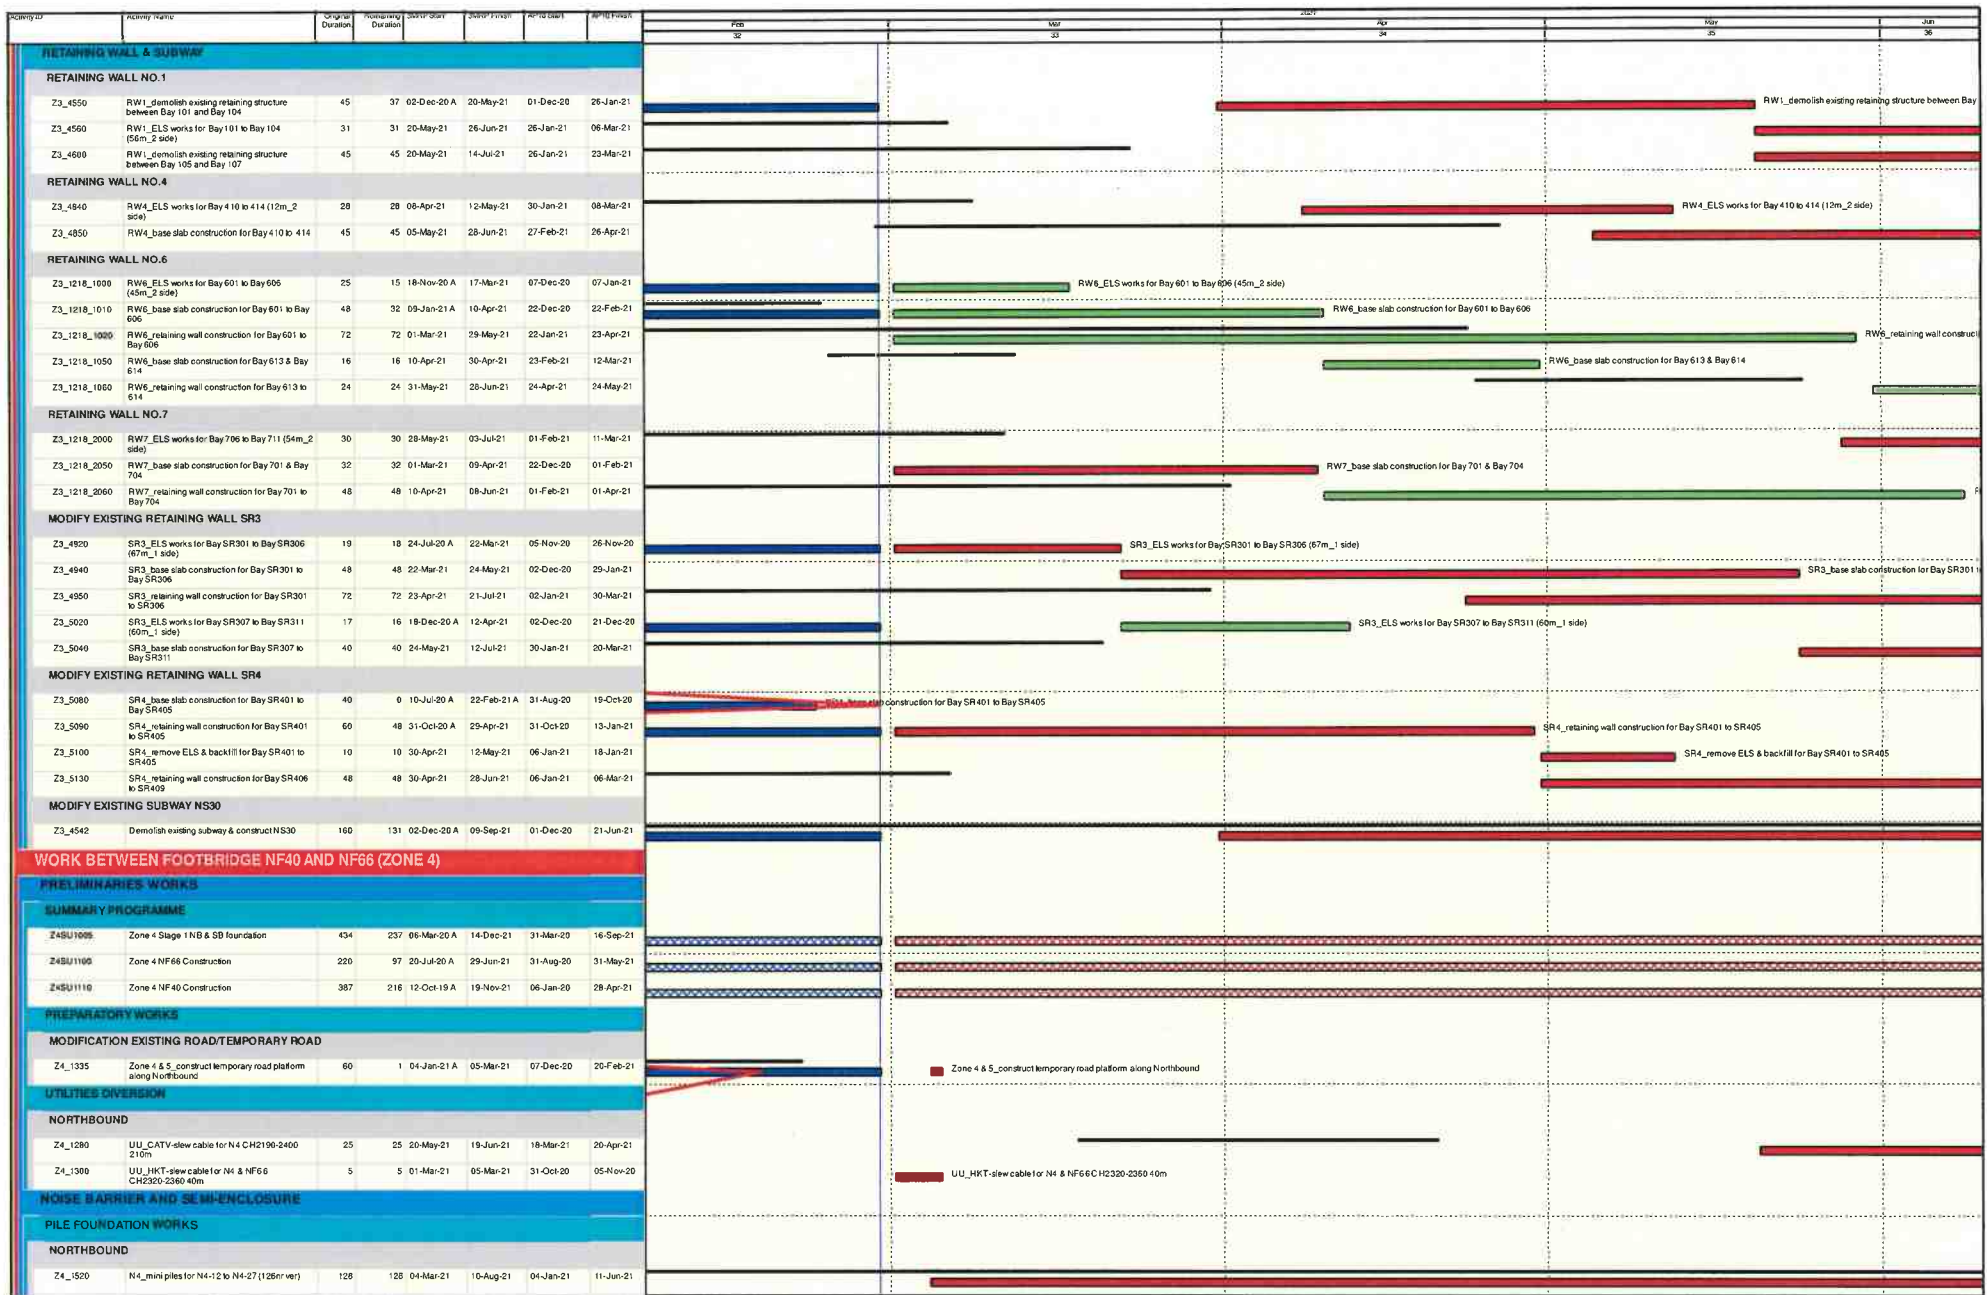 Activity ID Activity Name Original Remaining 3MRP Start 3MRP Finish AP10 Start AP10 Finish 2021
Duration Duration Feb Mar Apr May Jun
32 33 34 35 36
RETAINING WALL & SUBWAY
RETAINING WALL NO.1
Z3_4550 RW1_demolish existing retaining structure 45 37 02-Dec-20 A 20-May-21 01-Dec-20 26-Jan-21 RW1_demolish existing retaining structure between Bay
between Bay 101 and Bay 104
Z3_4560 RW1_ELS works for Bay 101 to Bay 104 31 31 20-May-21 26-Jun-21 26-Jan-21 06-Mar-21
(56m_2 side)
Z3_4600 RW1_demolish existing retaining structure 45 45 20-May-21 14-Jul-21 26-Jan-21 23-Mar-21
between Bay 105 and Bay 107
RETAINING WALL NO.4
Z3_4840 RW4_ELS works for Bay 410 to 414 (12m_2 28 28 08-Apr-21 12-May-21 30-Jan-21 08-Mar-21 RW4_ELS works for Bay 410 to 414 (12m_2 side)
side)
Z3_4850 RW4_base slab construction for Bay 410 to 414 45 45 05-May-21 28-Jun-21 27-Feb-21 26-Apr-21
RETAINING WALL NO.6
Z3_1218_1000 RW6_ELS works for Bay 601 to Bay 606 25 15 18-Nov-20 A 17-Mar-21 07-Dec-20 07-Jan-21 RW6_ELS works for Bay 601 to Bay 606 (45m_2 side)
(45m_2 side)
Z3_1218_1010 RW6_base slab construction for Bay 601 to Bay 48 32 09-Jan-21 A 10-Apr-21 22-Dec-20 22-Feb-21 RW6_base slab construction for Bay 601 to Bay 606
606
Z3_1218_1020 RW6_retaining wall construction for Bay 601 to 72 72 01-Mar-21 29-May-21 22-Jan-21 23-Apr-21 RW6_retaining wall constructi
Bay 606
Z3_1218_1050 RW6_base slab construction for Bay 613 & Bay 16 16 10-Apr-21 30-Apr-21 23-Feb-21 12-Mar-21 RW6_base slab construction for Bay 613 & Bay 614
614
Z3_1218_1060 RW6_retaining wall construction for Bay 613 to 24 24 31-May-21 28-Jun-21 24-Apr-21 24-May-21
614
RETAINING WALL NO.7
Z3_1218_2000 RW7_ELS works for Bay 706 to Bay 711 (54m_2 30 30 28-May-21 03-Jul-21 01-Feb-21 11-Mar-21
side)
Z3_1218_2050 RW7_base slab construction for Bay 701 & Bay 32 32 01-Mar-21 09-Apr-21 22-Dec-20 01-Feb-21 RW7_base slab construction for Bay 701 & Bay 704
704
Z3_1218_2060 RW7_retaining wall construction for Bay 701 to 48 48 10-Apr-21 08-Jun-21 01-Feb-21 01-Apr-21
Bay 704
MODIFY EXISTING RETAINING WALL SR3
Z3_4920 SR3_ELS works for Bay SR301 to Bay SR306 19 18 24-Jul-20 A 22-Mar-21 05-Nov-20 26-Nov-20 SR3_ELS works for Bay SR301 to Bay SR306 (67m_1 side)
(67m_1 side)
Z3_4940 SR3_base slab construction for Bay SR301 to 48 48 22-Mar-21 24-May-21 02-Dec-20 29-Jan-21 SR3_base slab construction for Bay SR301
Bay SR306
Z3_4950 SR3_retaining wall construction for Bay SR301 72 72 23-Apr-21 21-Jul-21 02-Jan-21 30-Mar-21
to SR306
Z3_5020 SR3_ELS works for Bay SR307 to Bay SR311 17 16 18-Dec-20 A 12-Apr-21 02-Dec-20 21-Dec-20 SR3_ELS works for Bay SR307 to Bay SR311 (60m_1 side)
(60m_1 side)
Z3_5040 SR3_base slab construction for Bay SR307 to 40 40 24-May-21 12-Jul-21 30-Jan-21 20-Mar-21
Bay SR311
MODIFY EXISTING RETAINING WALL SR4
Z3_5080 SR4_base slab construction for Bay SR401 to 40 0 10-Jul-20 A 22-Feb-21 A 31-Aug-20 19-Oct-20 construction for Bay SR401 to Bay SR405
Bay SR405
Z3_5090 SR4_retaining wall construction for Bay SR401 60 48 31-Oct-20 A 29-Apr-21 31-Oct-20 13-Jan-21 SR4_retaining wall construction for Bay SR401 to SR405
to SR405
Z3_5100 SR4_remove ELS & backfill for Bay SR401 to 10 10 30-Apr-21 12-May-21 06-Jan-21 18-Jan-21 SR4_remove ELS & backfill for Bay SR401 to SR405
SR405
Z3_5130 SR4_retaining wall construction for Bay SR406 48 48 30-Apr-21 28-Jun-21 06-Jan-21 06-Mar-21
to SR409
MODIFY EXISTING SUBWAY NS30
Z3_4542 Demolish existing subway & construct NS30 160 131 02-Dec-20 A 09-Sep-21 01-Dec-20 21-Jun-21
WORK BETWEEN FOOTBRIDGE NF40 AND NF66 (ZONE 4)
PRELIMINARIES WORKS
SUMMARY PROGRAMME
Z4SU1005 Zone 4 Stage 1 NB & SB foundation 434 237 06-Mar-20 A 14-Dec-21 31-Mar-20 16-Sep-21
Z4SU1100 Zone 4 NF66 Construction 220 97 20-Jul-20 A 29-Jun-21 31-Aug-20 31-May-21
Z4SU1110 Zone 4 NF40 Construction 387 216 12-Oct-19 A 19-Nov-21 06-Jan-20 28-Apr-21
PREPARATORY WORKS
MODIFICATION EXISTING ROAD/TEMPORARY ROAD
Z4_1335 Zone 4 & 5_construct temporary road platform 60 1 04-Jan-21 A 05-Mar-21 07-Dec-20 20-Feb-21 Zone 4 & 5_construct temporary road platform along Northbound
along Northbound
UTILITIES DIVERSION
NORTHBOUND
Z4_1280 UU_CATV-slew cable for N4 CH2190-2400 25 25 20-May-21 19-Jun-21 18-Mar-21 20-Apr-21
210m
Z4_1300 UU_HKT-slew cable for N4 & NF66 5 5 01-Mar-21 05-Mar-21 31-Oct-20 05-Nov-20 UU_HKT-slew cable for N4 & NF66 CH2320-2360 40m
CH2320-2360 40m
NOISE BARRIER AND SEMI-ENCLOSURE
PILE FOUNDATION WORKS
NORTHBOUND
Z4_1520 N4_mini piles for N4-12 to N4-27 (126nr ver) 128 128 04-Mar-21 10-Aug-21 04-Jan-21 11-Jun-21